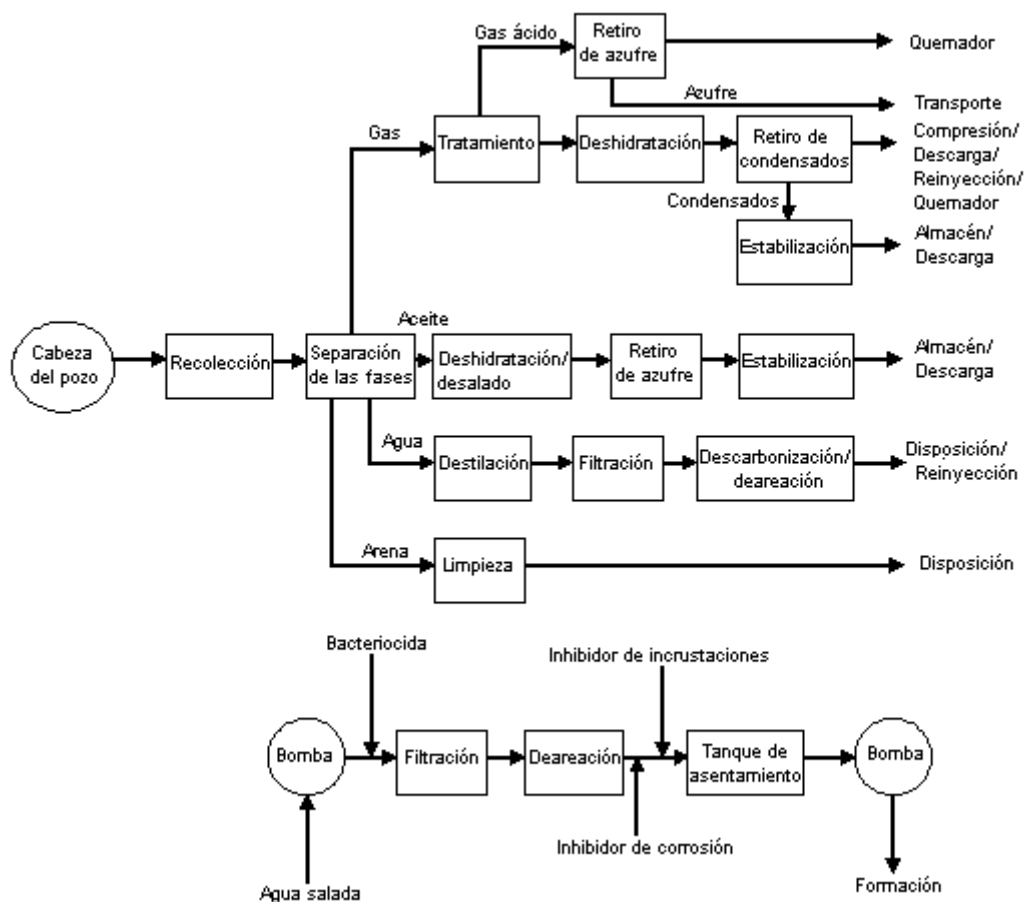 Gas ácido
Retiro
de azufre
Quemador
Azufre
Transporte
Gas
Tratamiento
Deshidratación
Retiro de
condensados
Compresión/
Descarga/
Reinyección/
Quemador
Condensados
Estabilización
Almacén/
Descarga
Aceite
Cabeza
del pozo
Recolección
Separación
de las fases
Deshidratación/
desalado
Retiro
de azufre
Estabilización
Almacén/
Descarga
Agua
Destilación
Filtración
Descarbonización/
deareación
Disposición/
Reinyección
Arena
Limpieza
Disposición
Bacteriocida
Inhibidor de incrustaciones
Bomba
Filtración
Deareación
Tanque de
asentamiento
Bomba
Inhibidor de corrosión
Agua salada
Formación